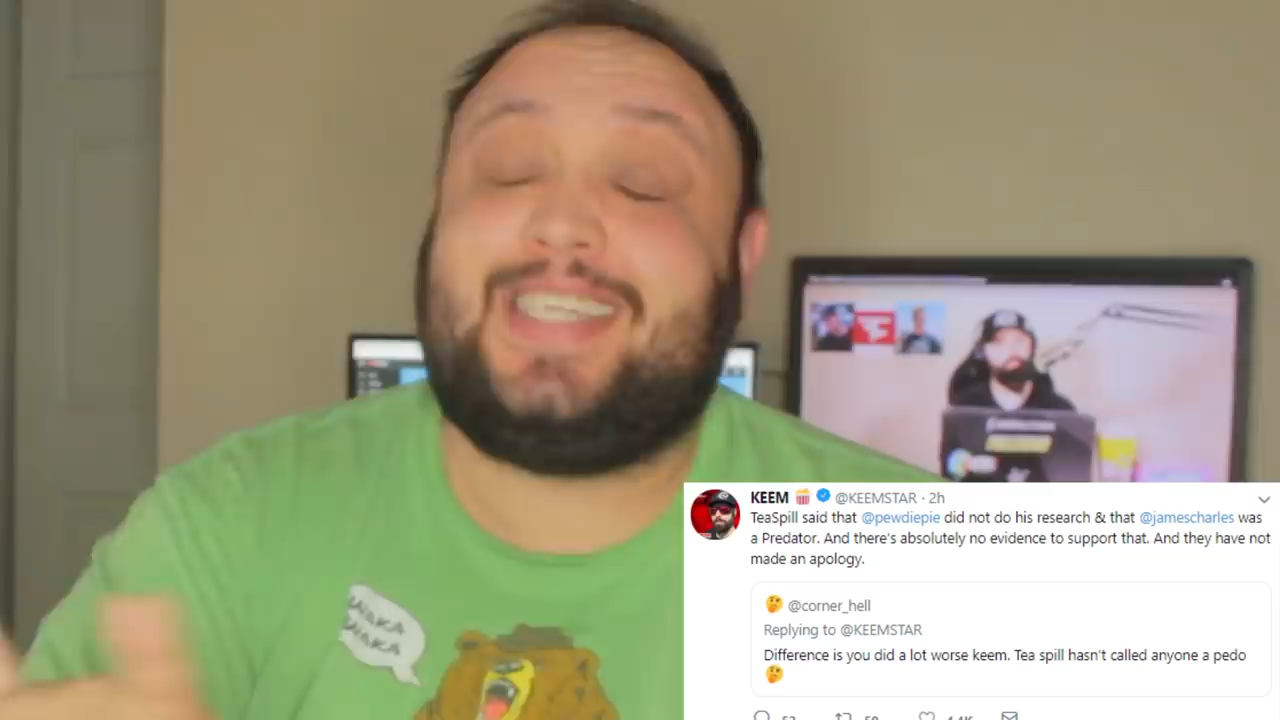 WAKA
WAKA
KEEM 🍿 @KEEMSTAR · 2h
TeaSpill said that @pewdiepie did not do his research & that @jamescharles was
a Predator. And there's absolutely no evidence to support that. And they have not
made an apology.
🤔 @corner_hell
Replying to @KEEMSTAR
Difference is you did a lot worse keem. Tea spill hasn't called anyone a pedo
🤔